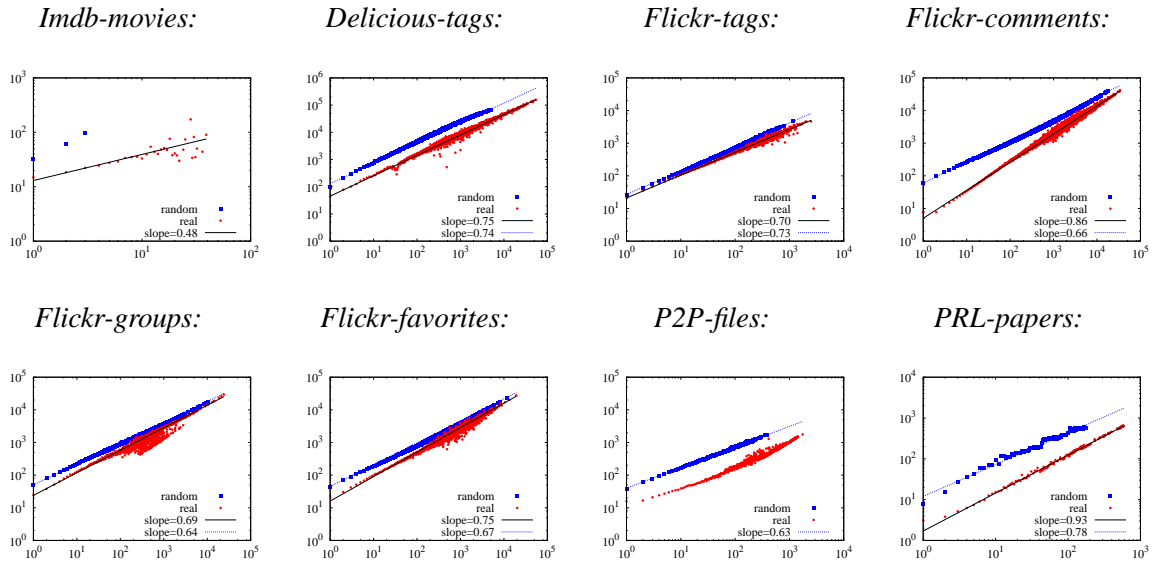 Imdb-movies:
Delicious-tags:
Flickr-tags:
Flickr-comments:
10^3
10^2
10^1
10^0
10^0 10^1 10^2
random
real
slope=0.48
10^6
10^5
10^4
10^3
10^2
10^1
10^0
10^0 10^1 10^2 10^3 10^4 10^5
random
real
slope=0.75
slope=0.74
10^5
10^4
10^3
10^2
10^1
10^0
10^0 10^1 10^2 10^3 10^4
random
real
slope=0.70
slope=0.73
10^5
10^4
10^3
10^2
10^1
10^0
10^0 10^1 10^2 10^3 10^4 10^5
random
real
slope=0.86
slope=0.66
Flickr-groups:
Flickr-favorites:
P2P-files:
PRL-papers:
10^5
10^4
10^3
10^2
10^1
10^0
10^0 10^1 10^2 10^3 10^4 10^5
random
real
slope=0.69
slope=0.64
10^5
10^4
10^3
10^2
10^1
10^0
10^0 10^1 10^2 10^3 10^4 10^5
random
real
slope=0.75
slope=0.67
10^5
10^4
10^3
10^2
10^1
10^0
10^0 10^1 10^2 10^3 10^4
random
real
slope=0.63
10^4
10^3
10^2
10^1
10^0
10^0 10^1 10^2 10^3
random
real
slope=0.93
slope=0.78